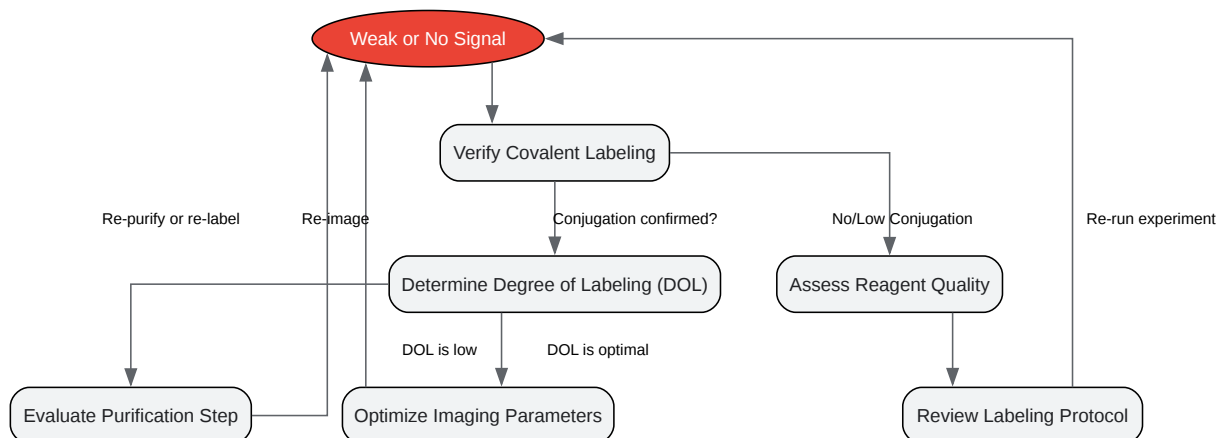 Weak or No Signal
Verify Covalent Labeling
Re-purify or re-label
Re-image
Conjugation confirmed?
No/Low Conjugation
Re-run experiment
Determine Degree of Labeling (DOL)
Assess Reagent Quality
DOL is low
DOL is optimal
Evaluate Purification Step
Optimize Imaging Parameters
Review Labeling Protocol